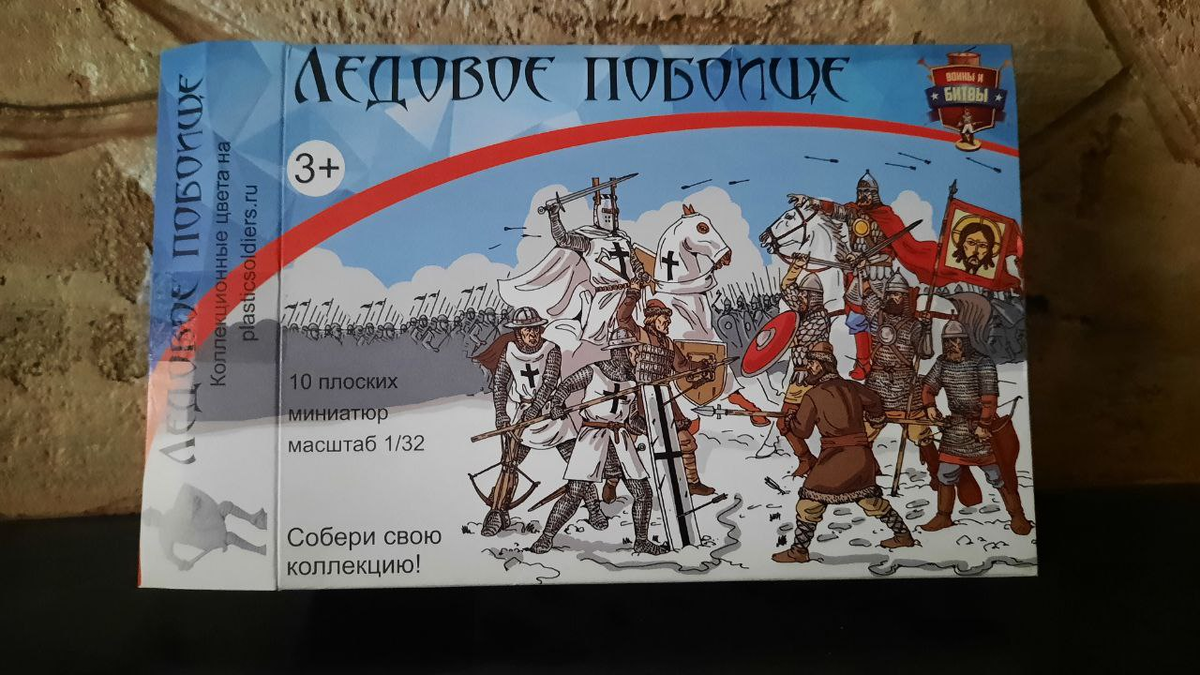 Ледовое побоище
Воины и
Битвы
3+
10 плоских
миниатюр
масштаб 1/32
Собери свою
коллекцию!
Ледовое побоище
Коллекционные цвета на
plasticsoldiers.ru